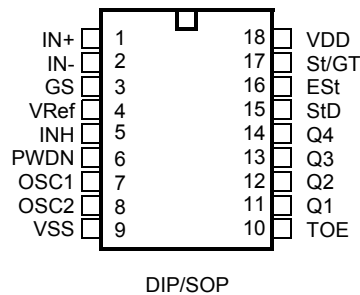 IN+ 1 18 VDD
IN- 2 17 St/GT
GS 3 16 ESt
VRef 4 15 StD
INH 5 14 Q4
PWDN 6 13 Q3
OSC1 7 12 Q2
OSC2 8 11 Q1
VSS 9 10 TOE
DIP/SOP